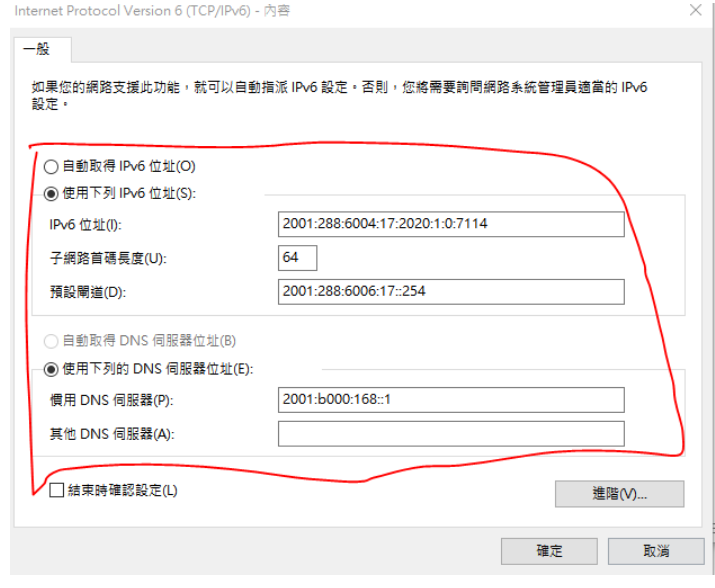 Internet Protocol Version 6 (TCP/IPv6) - 內容
一般
如果您的網路支援此功能，就可以自動指派 IPv6 設定。否則，您將需要詢問網路系統管理員適當的 IPv6
設定。
自動取得 IPv6 位址(O)
使用下列 IPv6 位址(S):
IPv6 位址(I): 2001:288:6004:17:2020:1:0:7114
子網路首碼長度(U): 64
預設閘道(D): 2001:288:6006:17::254
自動取得 DNS 伺服器位址(B)
使用下列的 DNS 伺服器位址(E):
慣用 DNS 伺服器(P): 2001:b000:168::1
其他 DNS 伺服器(A):
結束時確認設定(L)
進階(V)...
確定 取消